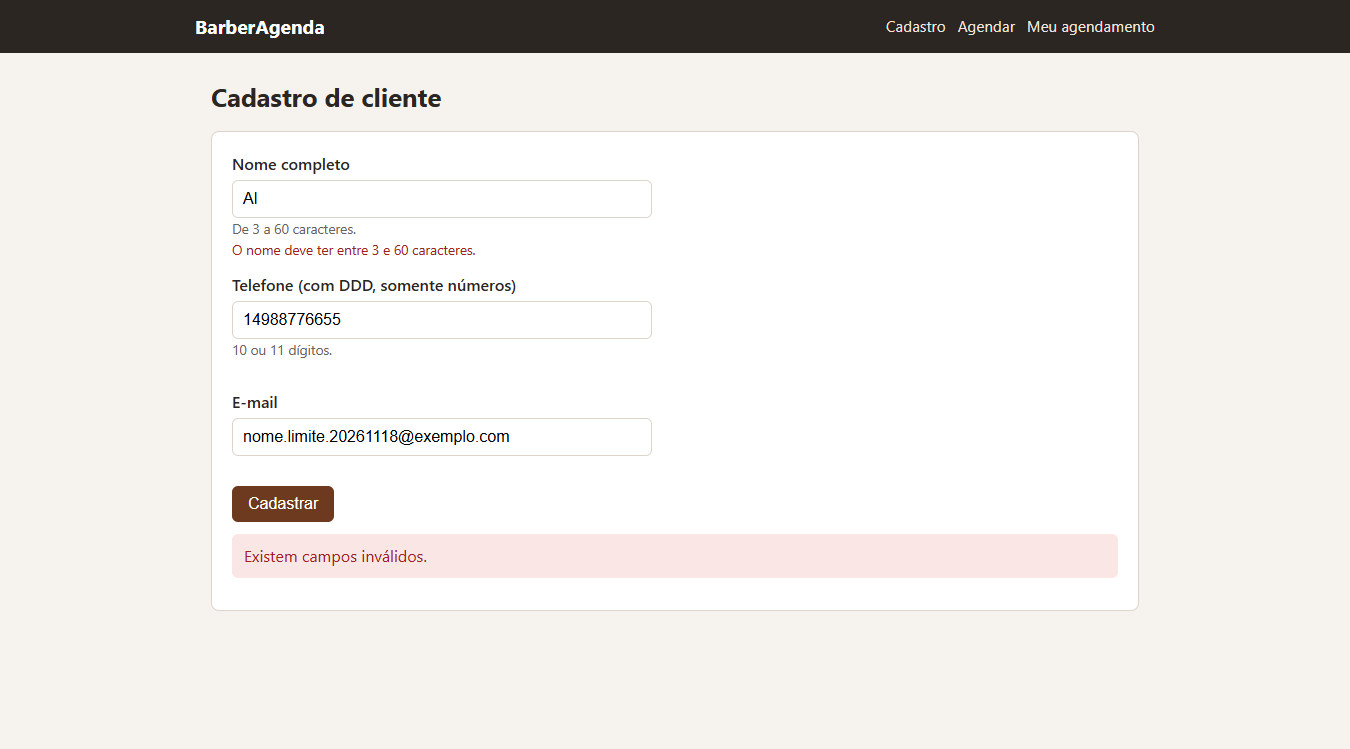 BarberAgenda
Cadastro Agendar Meu agendamento
Cadastro de cliente
Nome completo
Al
De 3 a 60 caracteres.
O nome deve ter entre 3 e 60 caracteres.
Telefone (com DDD, somente números)
14988776655
10 ou 11 dígitos.
E-mail
nome.limite.20261118@exemplo.com
Cadastrar
Existem campos inválidos.